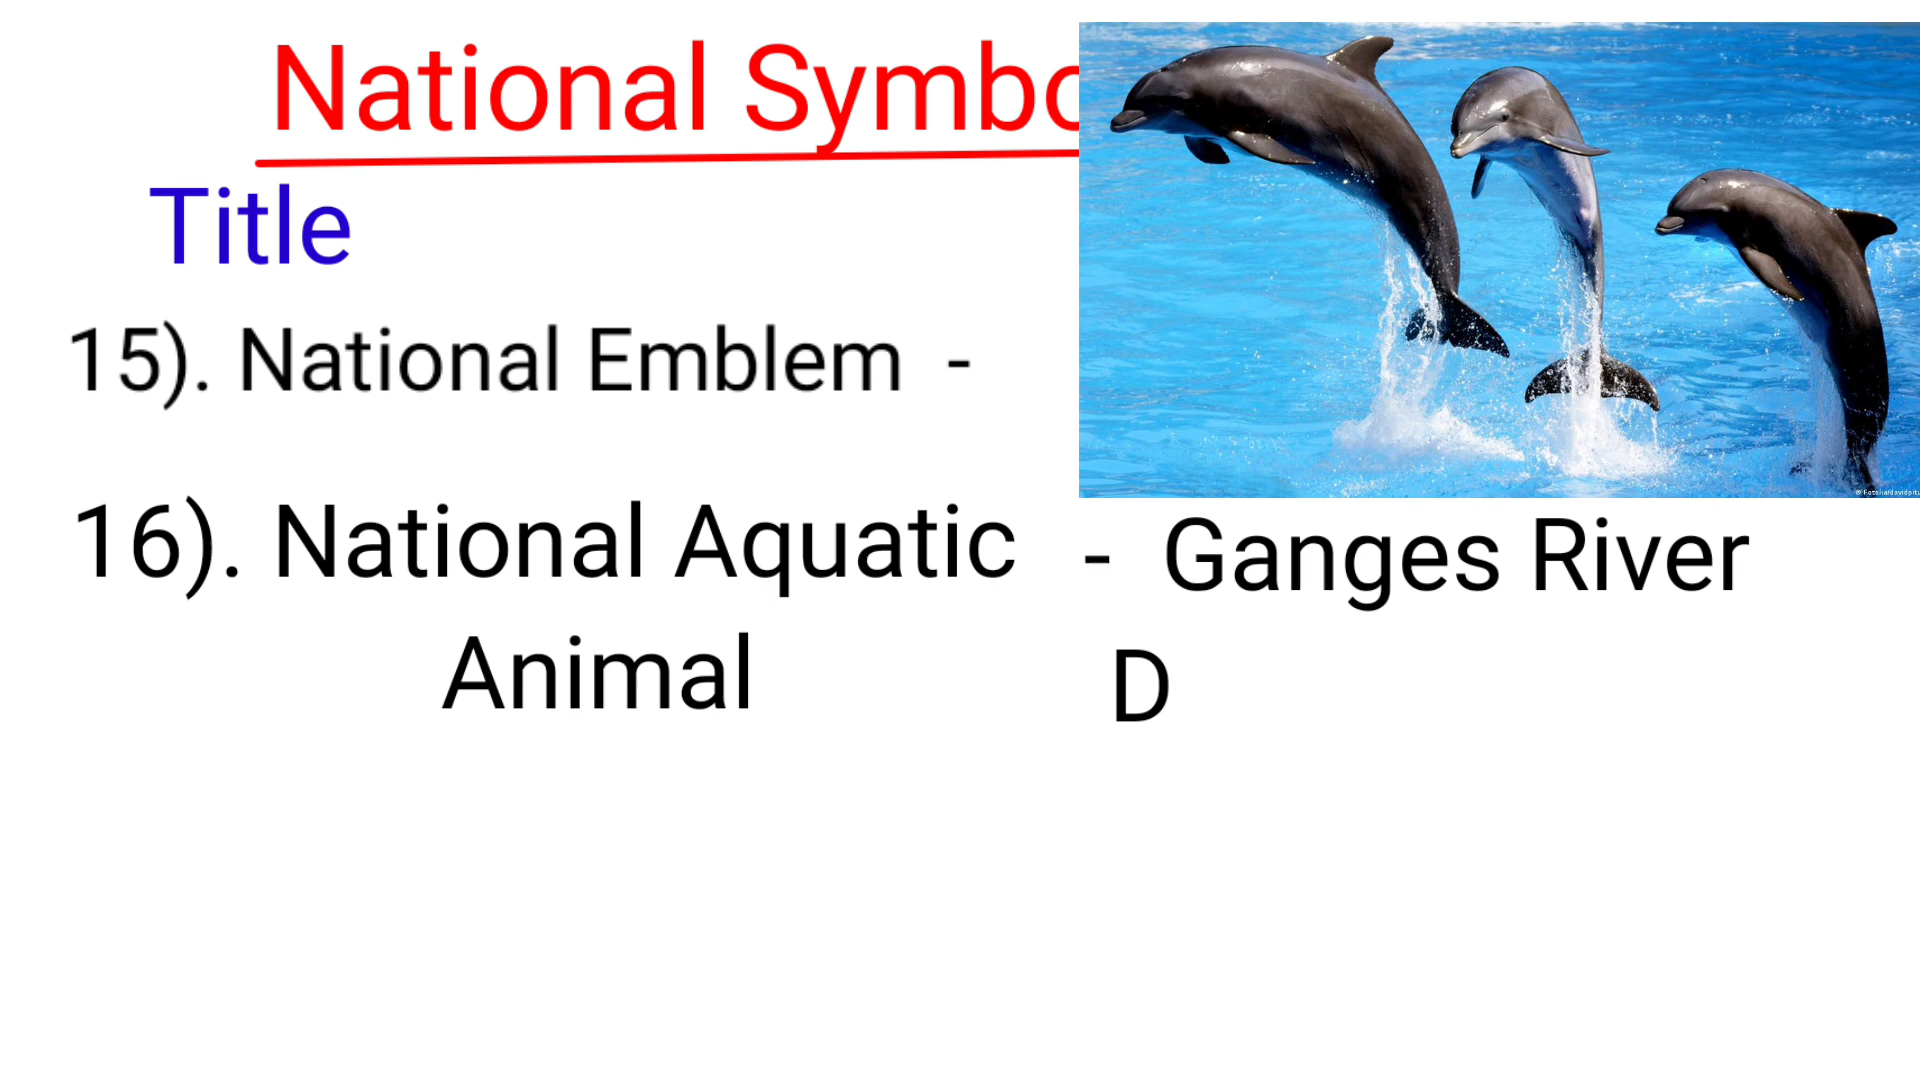 National Symbo
Title
15). National Emblem -
16). National Aquatic - Ganges River
Animal D